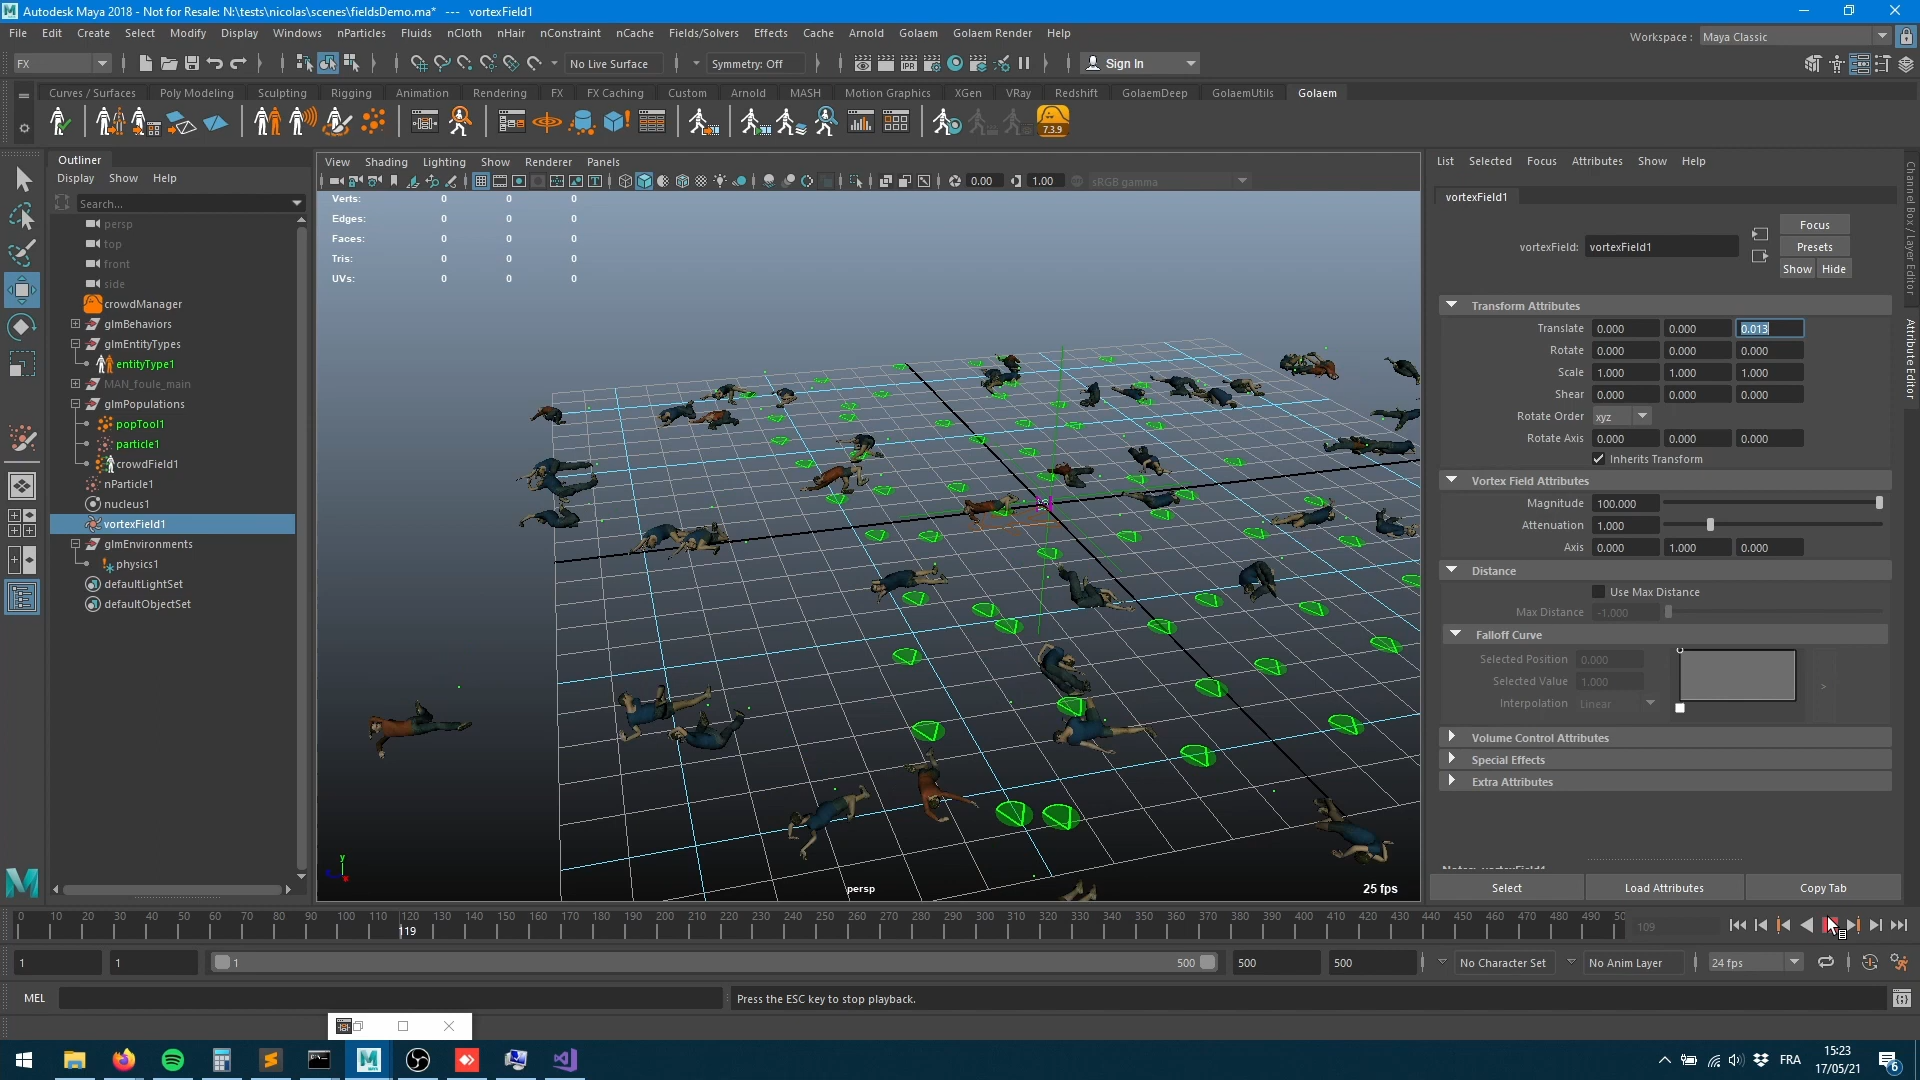 Autodesk Maya 2018 - Not for Resale: N:\tests\nicolas\scenes\fieldsDemo.ma*   ---   vortexField1
File Edit Create Select Modify Display Windows nParticles Fluids nCloth nHair nConstraint nCache Fields/Solvers Effects Cache Arnold Golaem Golaem Render Help
Workspace : Maya Classic
FX No Live Surface Symmetry: Off Sign In
Curves / Surfaces Poly Modeling Sculpting Rigging Animation Rendering FX FX Caching Custom Arnold MASH Motion Graphics XGen VRay Redshift GolaemDeep GolaemUtils Golaem
7.3.9
Outliner
Display Show Help
Search...
persp
top
front
side
crowdManager
glmBehaviors
glmEntityTypes
entityType1
MAN_foule_main
glmPopulations
popTool1
particle1
crowdField1
nParticle1
nucleus1
vortexField1
glmEnvironments
physics1
defaultLightSet
defaultObjectSet
View Shading Lighting Show Renderer Panels
0.00 1.00 sRGB gamma
Verts: 0 0 0
Edges: 0 0 0
Faces: 0 0 0
Tris: 0 0 0
UVs: 0 0 0
y
persp
25 fps
List Selected Focus Attributes Show Help
vortexField1
vortexField: vortexField1
Focus
Presets
Show Hide
Transform Attributes
Translate 0.000 0.000 0.013
Rotate 0.000 0.000 0.000
Scale 1.000 1.000 1.000
Shear 0.000 0.000 0.000
Rotate Order xyz
Rotate Axis 0.000 0.000 0.000
Inherits Transform
Vortex Field Attributes
Magnitude 100.000
Attenuation 1.000
Axis 0.000 1.000 0.000
Distance
Use Max Distance
Max Distance -1.000
Falloff Curve
Selected Position 0.000
Selected Value 1.000
Interpolation Linear
>
Volume Control Attributes
Special Effects
Extra Attributes
Select Load Attributes Copy Tab
Channel Box / Layer Editor
Attribute Editor
0 10 20 30 40 50 60 70 80 90 100 110 120 130 140 150 160 170 180 190 200 210 220 230 240 250 260 270 280 290 300 310 320 330 340 350 360 370 380 390 400 410 420 430 440 450 460 470 480 490 50
119
109
1 1 1 500 500 500 No Character Set No Anim Layer 24 fps
MEL Press the ESC key to stop playback.
FRA
15:23
17/05/21
6